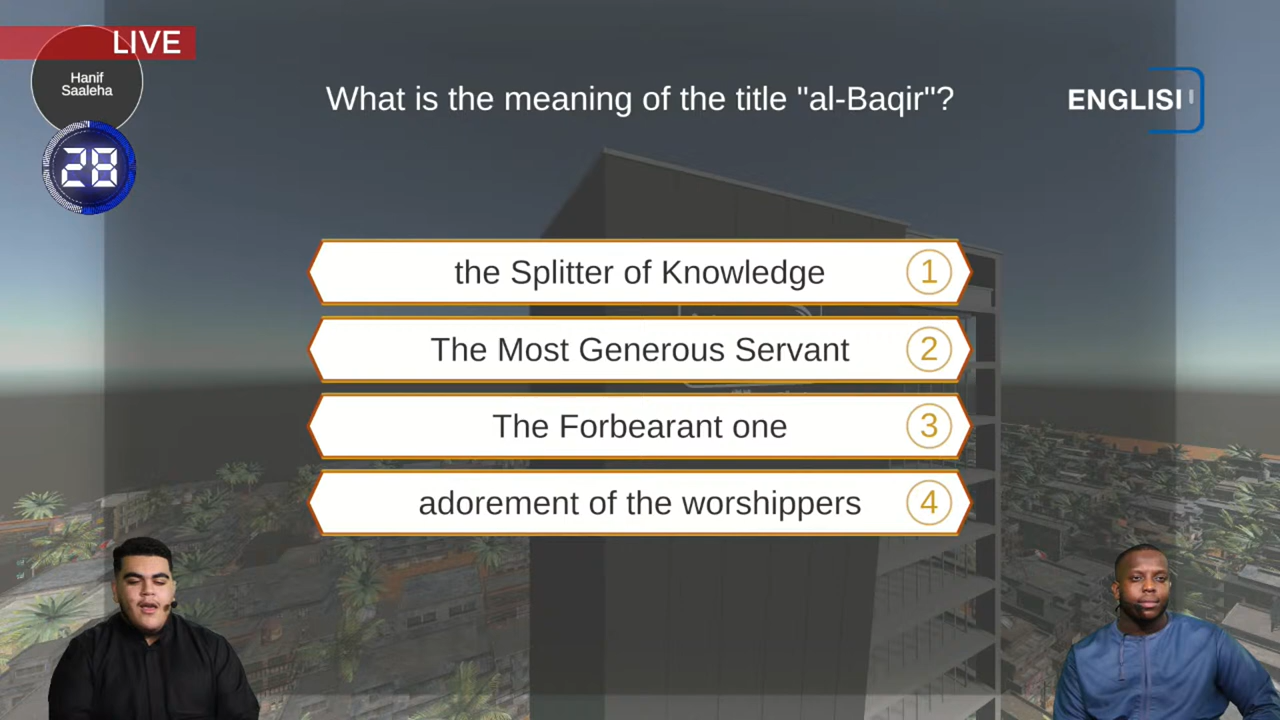 LIVE
Hanif
Saaleha
28
What is the meaning of the title "al-Baqir"?
ENGLISI
the Splitter of Knowledge 1
The Most Generous Servant 2
The Forbearant one 3
adorement of the worshippers 4